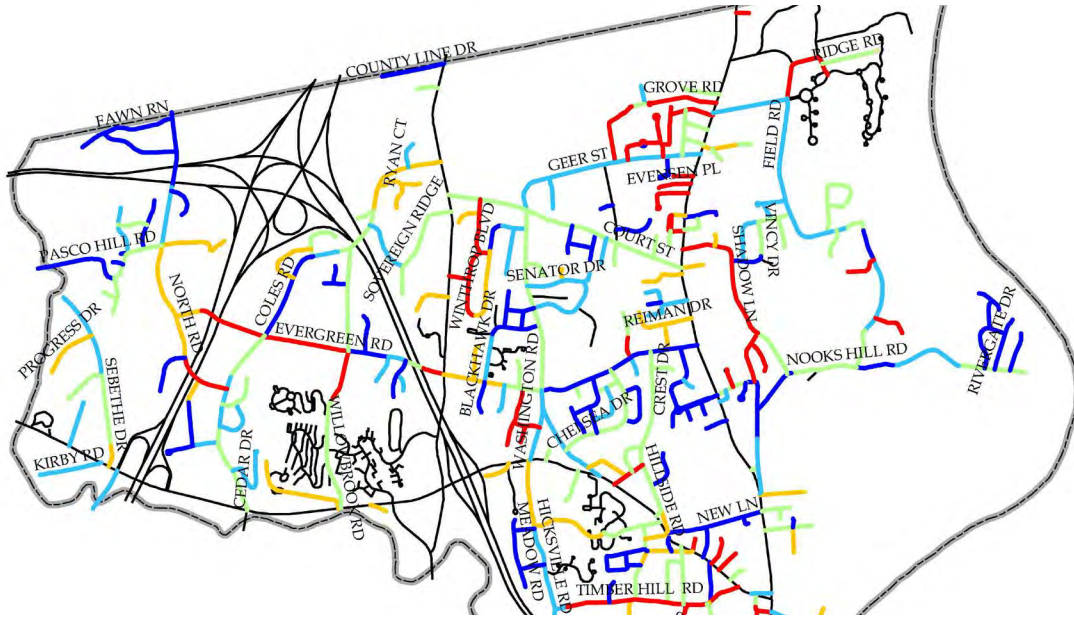 COUNTY LINE DR
RIDGE RD
GROVE RD
FAWN RN
FIELD RD
RYAN CT
GEER ST
EVENSEN PL
SOVEREIGN RIDGE
WINTHROP BLVD
COURT ST
SHADOW LN
VINCY DR
PASCO HILL RD
COLES RD
SENATOR DR
NORTH RD
BLACKHAWK DR
REIMAN DR
RIVERGATE DR
PROGRESS DR
EVERGREEN RD
NOOKS HILL RD
SEBETHE DR
WASHINGTON RD
CREST DR
CHELSEA DR
KIRBY RD
CEDAR DR
WILLOWBROOK RD
HILLSIDE RD
NEW LN
MEADOW RD
HICKSVILLE RD
TIMBER HILL RD